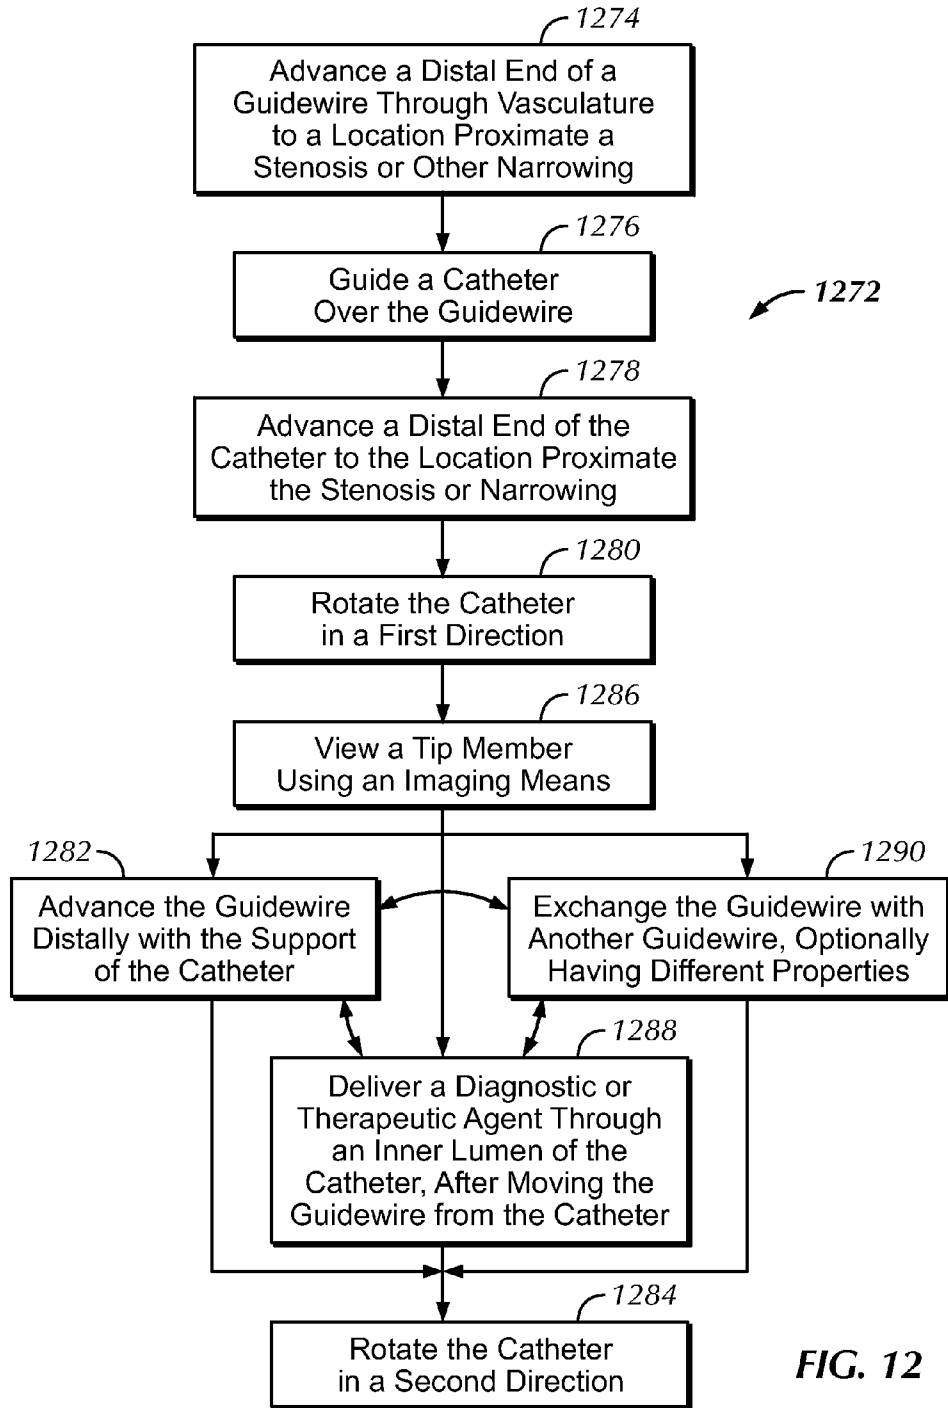 1274
Advance a Distal End of a
Guidewire Through Vasculature
to a Location Proximate a
Stenosis or Other Narrowing
1276
Guide a Catheter
Over the Guidewire
1272
1278
Advance a Distal End of the
Catheter to the Location Proximate
the Stenosis or Narrowing
1280
Rotate the Catheter
in a First Direction
1286
View a Tip Member
Using an Imaging Means
1282
Advance the Guidewire
Distally with the Support
of the Catheter
1290
Exchange the Guidewire with
Another Guidewire, Optionally
Having Different Properties
1288
Deliver a Diagnostic or
Therapeutic Agent Through
an Inner Lumen of the
Catheter, After Moving the
Guidewire from the Catheter
1284
Rotate the Catheter
in a Second Direction
FIG. 12